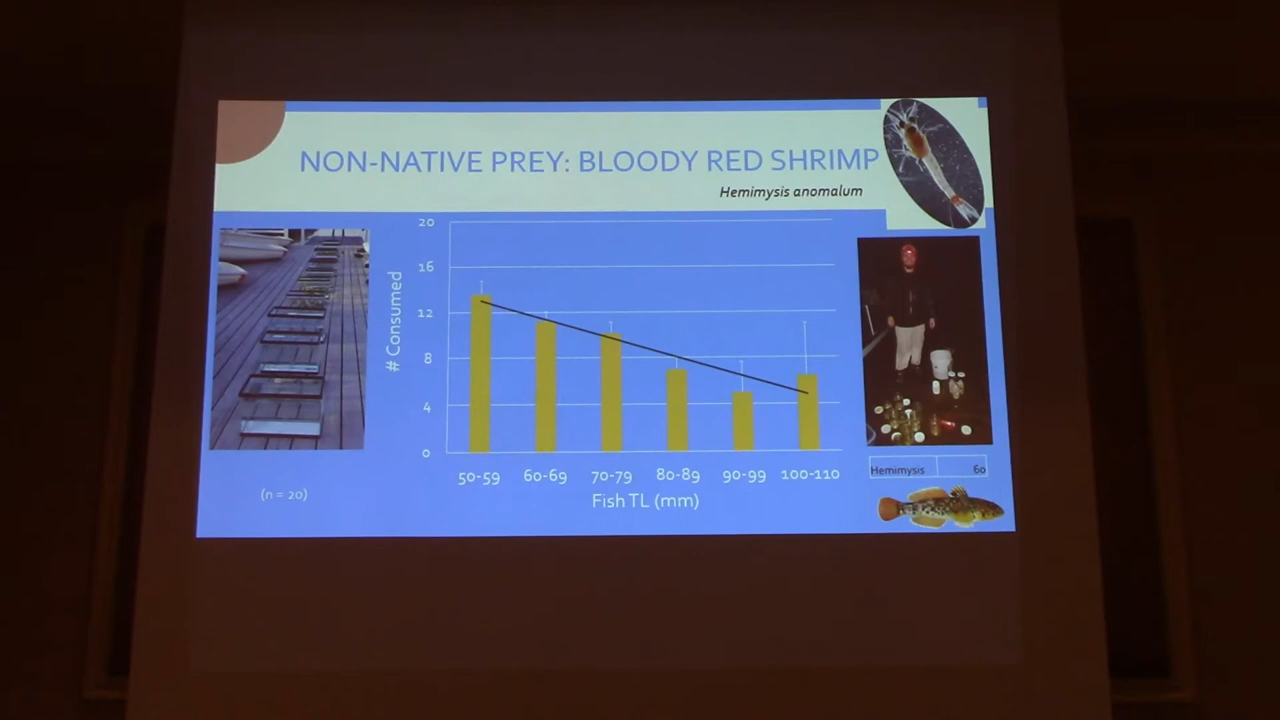 NON-NATIVE PREY: BLOODY RED SHRIMP
Hemimysis anomalum
20
16
12
8
4
0
# Consumed
50-59 60-69 70-79 80-89 90-99 100-110
Fish TL (mm)
(n = 20)
Hemimysis 60